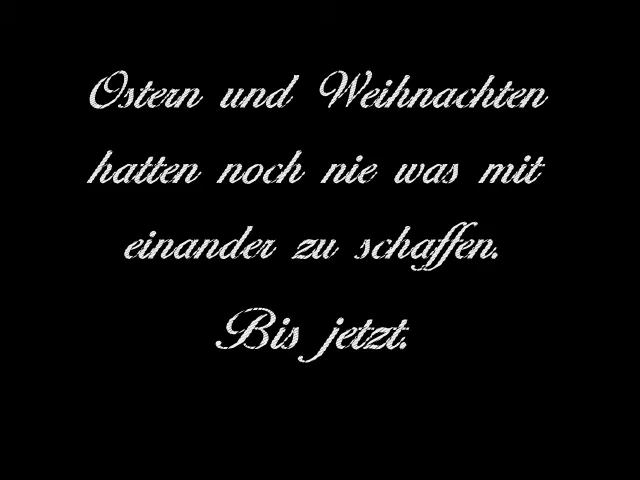 Ostern und Weihnachten
hatten noch nie was mit
einander zu schaffen.
Bis jetzt.